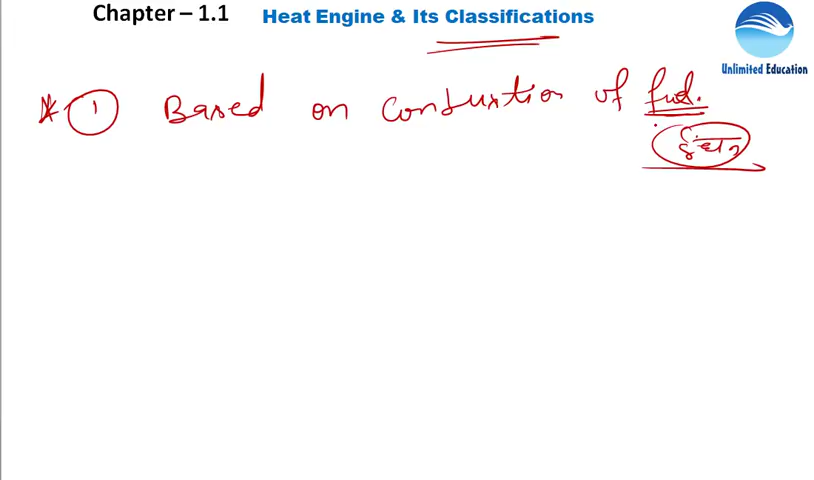 Chapter – 1.1
Heat Engine & Its Classifications
Unlimited Education
* 1 Based on Combustion of fuel.
ईंधन